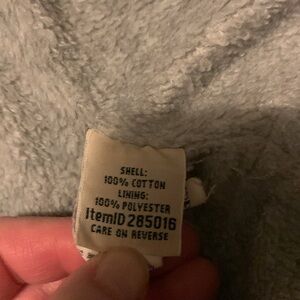 SHELL:
100% COTTON
LINING:
100% POLYESTER
ItemID 285016
CARE ON REVERSE